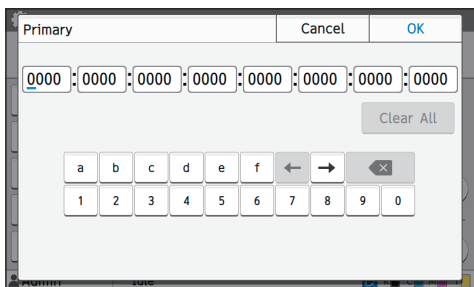 Primary Cancel OK
0000 : 0000 : 0000 : 0000 : 0000 : 0000 : 0000 : 0000
Clear All
a b c d e f ← →
1 2 3 4 5 6 7 8 9 0
Admin Idle